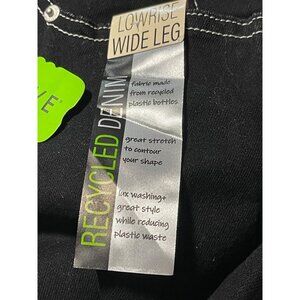 LOWRISE
WIDE LEG
RECYCLED DENIM
fabric made
from recycled
plastic bottles
great stretch
to contour
your shape
lux washing+
great style
while reducing
plastic waste